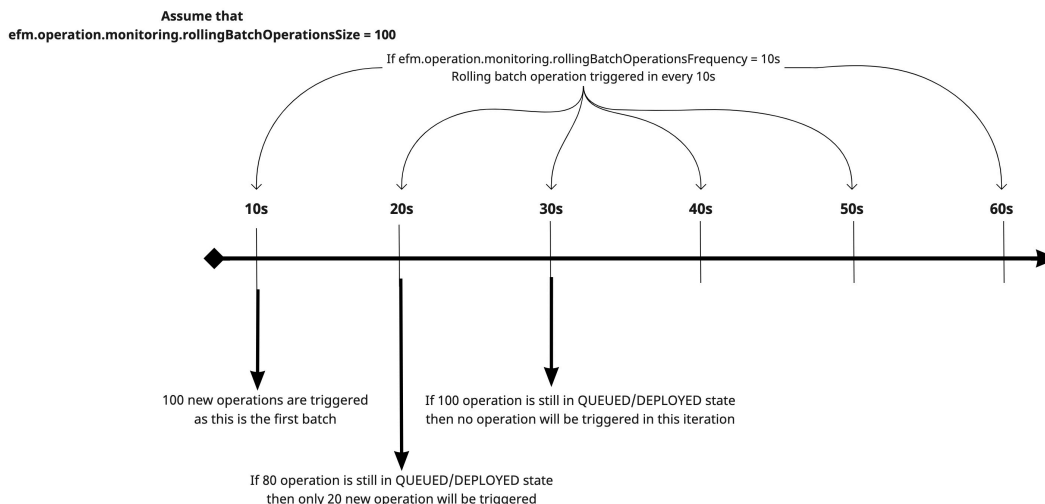 Assume that
efm.operation.monitoring.rollingBatchOperationsSize = 100
If efm.operation.monitoring.rollingBatchOperationsFrequency = 10s
Rolling batch operation triggered in every 10s
10s
20s
30s
40s
50s
60s
100 new operations are triggered
as this is the first batch
If 100 operation is still in QUEUED/DEPLOYED state
then no operation will be triggered in this iteration
If 80 operation is still in QUEUED/DEPLOYED state
then only 20 new operation will be triggered